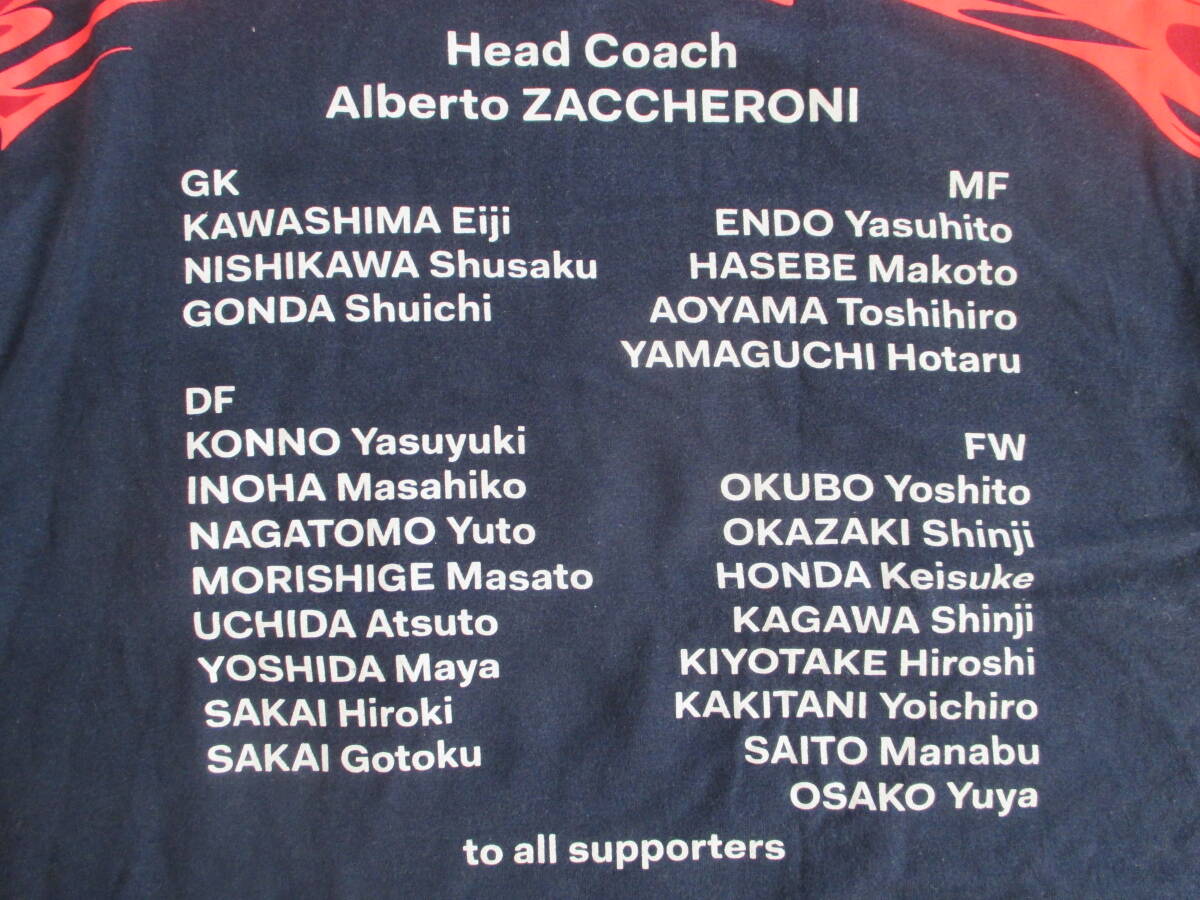 Head Coach
Alberto ZACCHERONI
GK
KAWASHIMA Eiji
NISHIKAWA Shusaku
GONDA Shuichi
DF
KONNO Yasuyuki
INOHA Masahiko
NAGATOMO Yuto
MORISHIGE Masato
UCHIDA Atsuto
YOSHIDA Maya
SAKAI Hiroki
SAKAI Gotoku
MF
ENDO Yasuhito
HASEBE Makoto
AOYAMA Toshihiro
YAMAGUCHI Hotaru
FW
OKUBO Yoshito
OKAZAKI Shinji
HONDA Keisuke
KAGAWA Shinji
KIYOTAKE Hiroshi
KAKITANI Yoichiro
SAITO Manabu
OSAKO Yuya
to all supporters